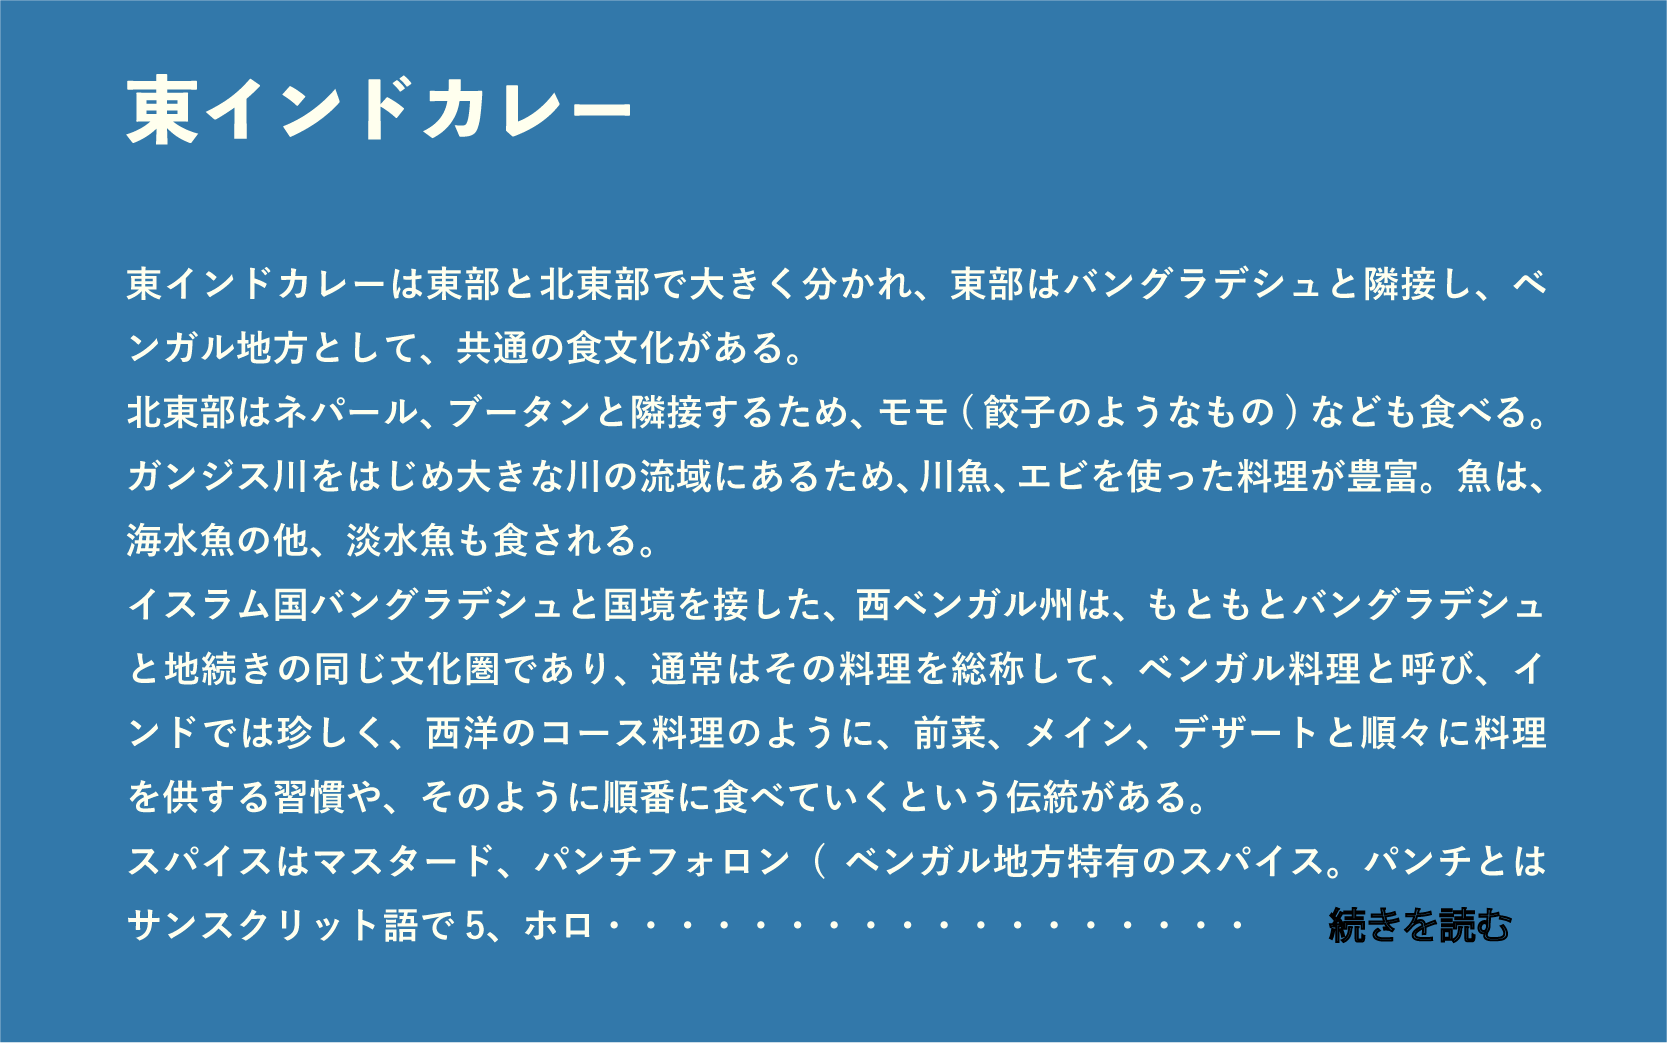 東インドカレー
東インドカレーは東部と北東部で大きく分かれ、東部はバングラデシュと隣接し、ベ
ンガル地方として、共通の食文化がある。
北東部はネパール、ブータンと隣接するため、モモ ( 餃子のようなもの ) なども食べる。
ガンジス川をはじめ大きな川の流域にあるため、川魚、エビを使った料理が豊富。魚は、
海水魚の他、淡水魚も食される。
イスラム国バングラデシュと国境を接した、西ベンガル州は、もともとバングラデシュ
と地続きの同じ文化圏であり、通常はその料理を総称して、ベンガル料理と呼び、イ
ンドでは珍しく、西洋のコース料理のように、前菜、メイン、デザートと順々に料理
を供する習慣や、そのように順番に食べていくという伝統がある。
スパイスはマスタード、パンチフォロン ( ベンガル地方特有のスパイス。パンチとは
サンスクリット語で 5、ホロ・・・・・・・・・・・・・・・・・・ 続きを読む